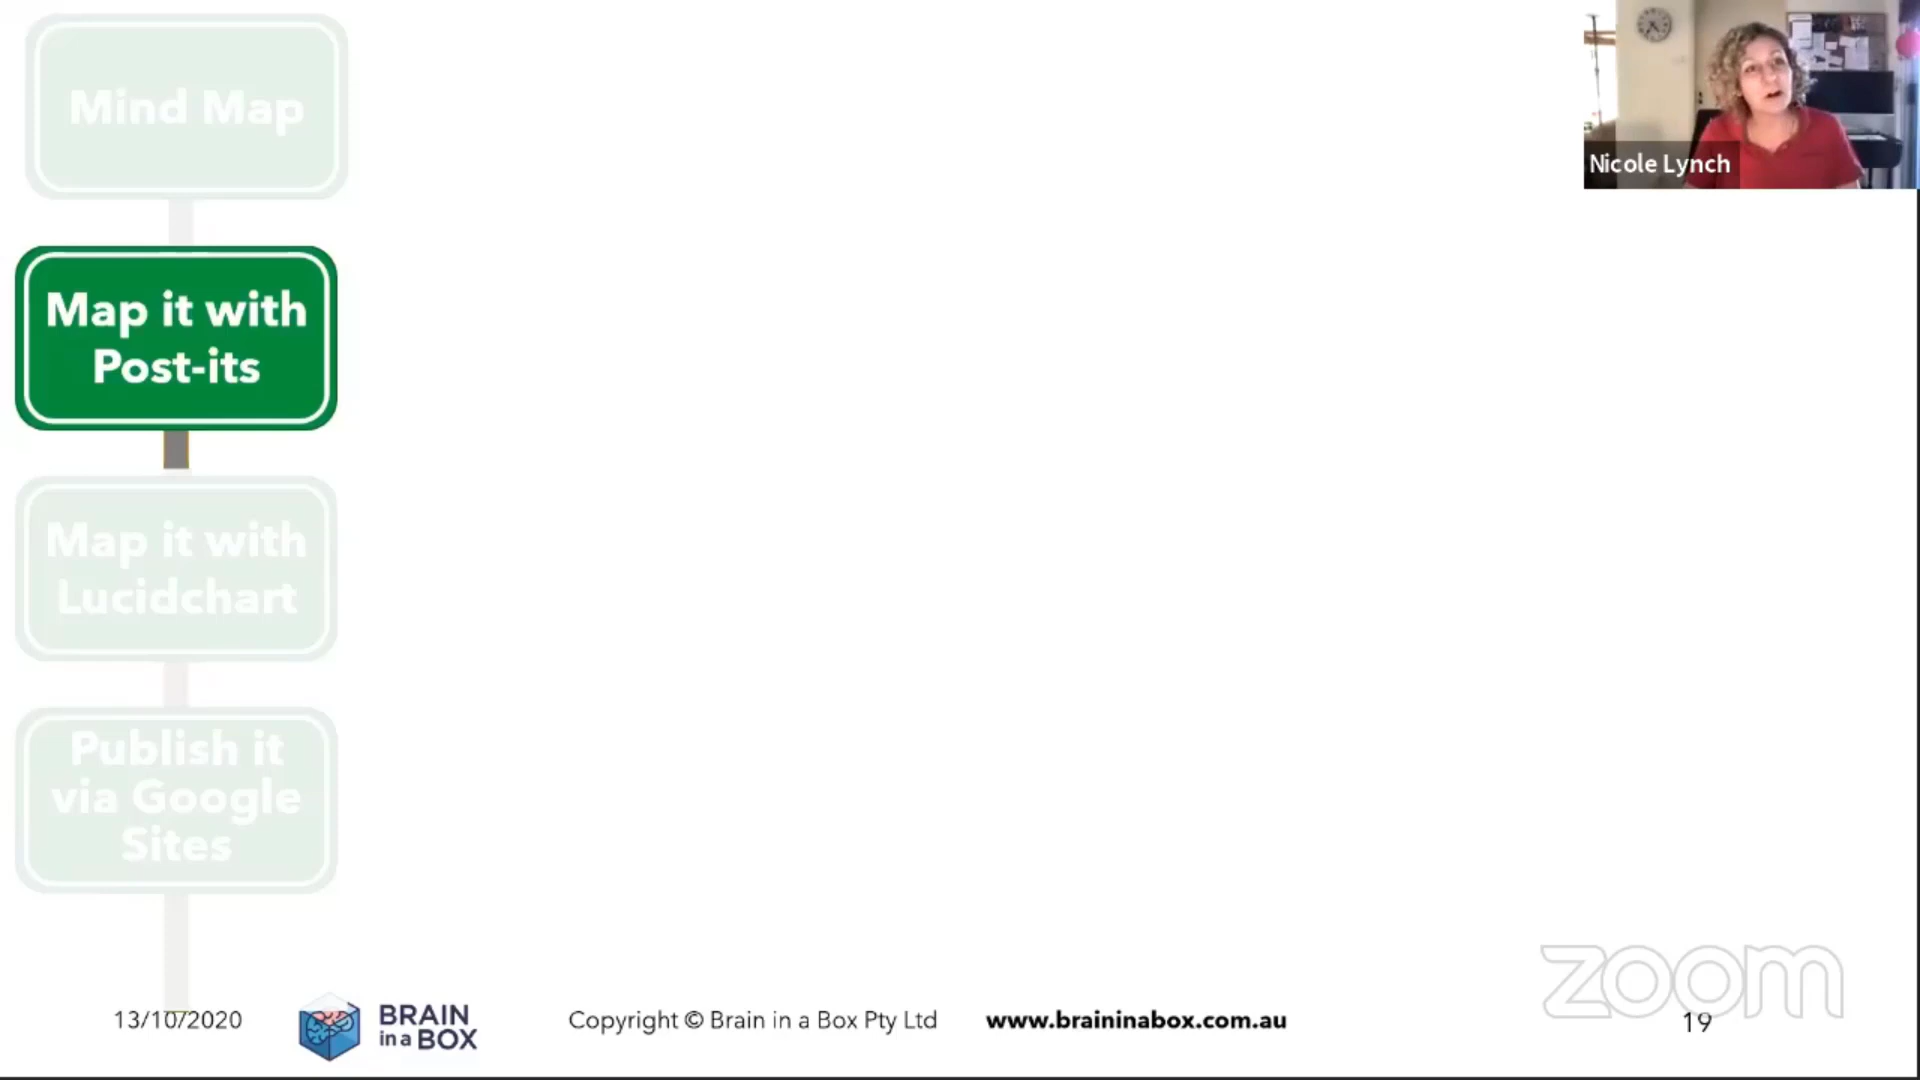 Mind Map
Nicole Lynch
Map it with
Post-its
Map it with
Lucidchart
Publish it
via Google
Sites
zoom
13/10/2020
BRAIN
in a BOX
Copyright © Brain in a Box Pty Ltd
www.braininabox.com.au
19